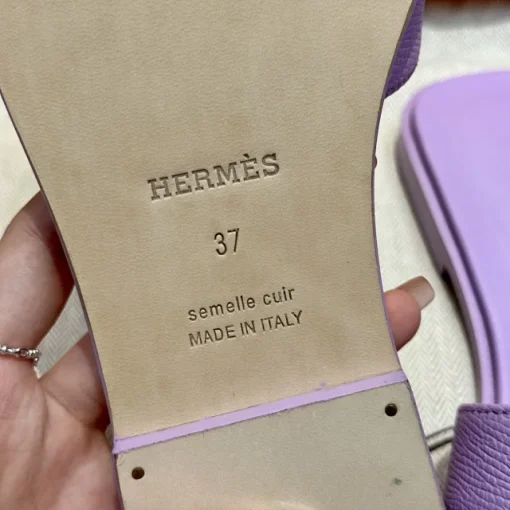 HERMÈS
37
semelle cuir
MADE IN ITALY